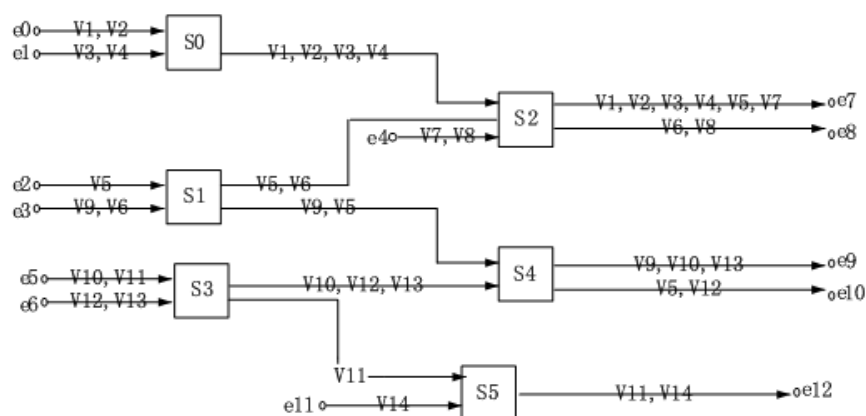 e0 V1, V2
e1 V3, V4
S0
V1, V2, V3, V4
S2
V1, V2, V3, V4, V5, V7
e7
V6, V8
e8
e4 V7, V8
e2 V5
e3 V9, V6
S1
V5, V6
V9, V5
S4
V9, V10, V13
e9
V5, V12
e10
e5 V10, V11
e6 V12, V13
S3
V10, V12, V13
V11
S5
e11 V14
V11, V14
e12